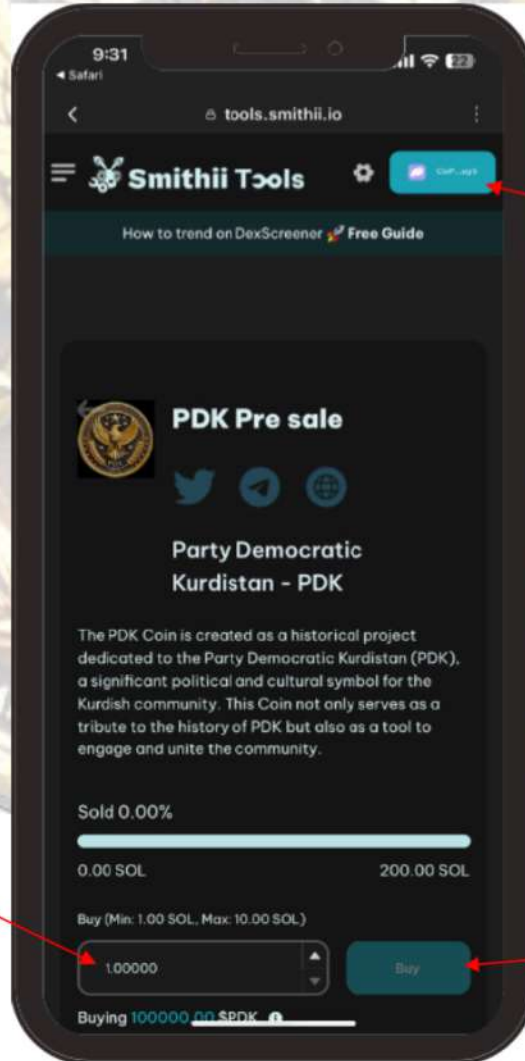 9:31
22
◂ Safari
tools.smithii.io
Smithii Tools
How to trend on DexScreener 🚀 Free Guide
PDK Pre sale
Party Democratic
Kurdistan - PDK
The PDK Coin is created as a historical project
dedicated to the Party Democratic Kurdistan (PDK),
a significant political and cultural symbol for the
Kurdish community. This Coin not only serves as a
tribute to the history of PDK but also as a tool to
engage and unite the community.
Sold 0.00%
0.00 SOL 200.00 SOL
Buy (Min: 1.00 SOL, Max: 10.00 SOL)
1.00000
Buy
Buying 100000.00 $PDK